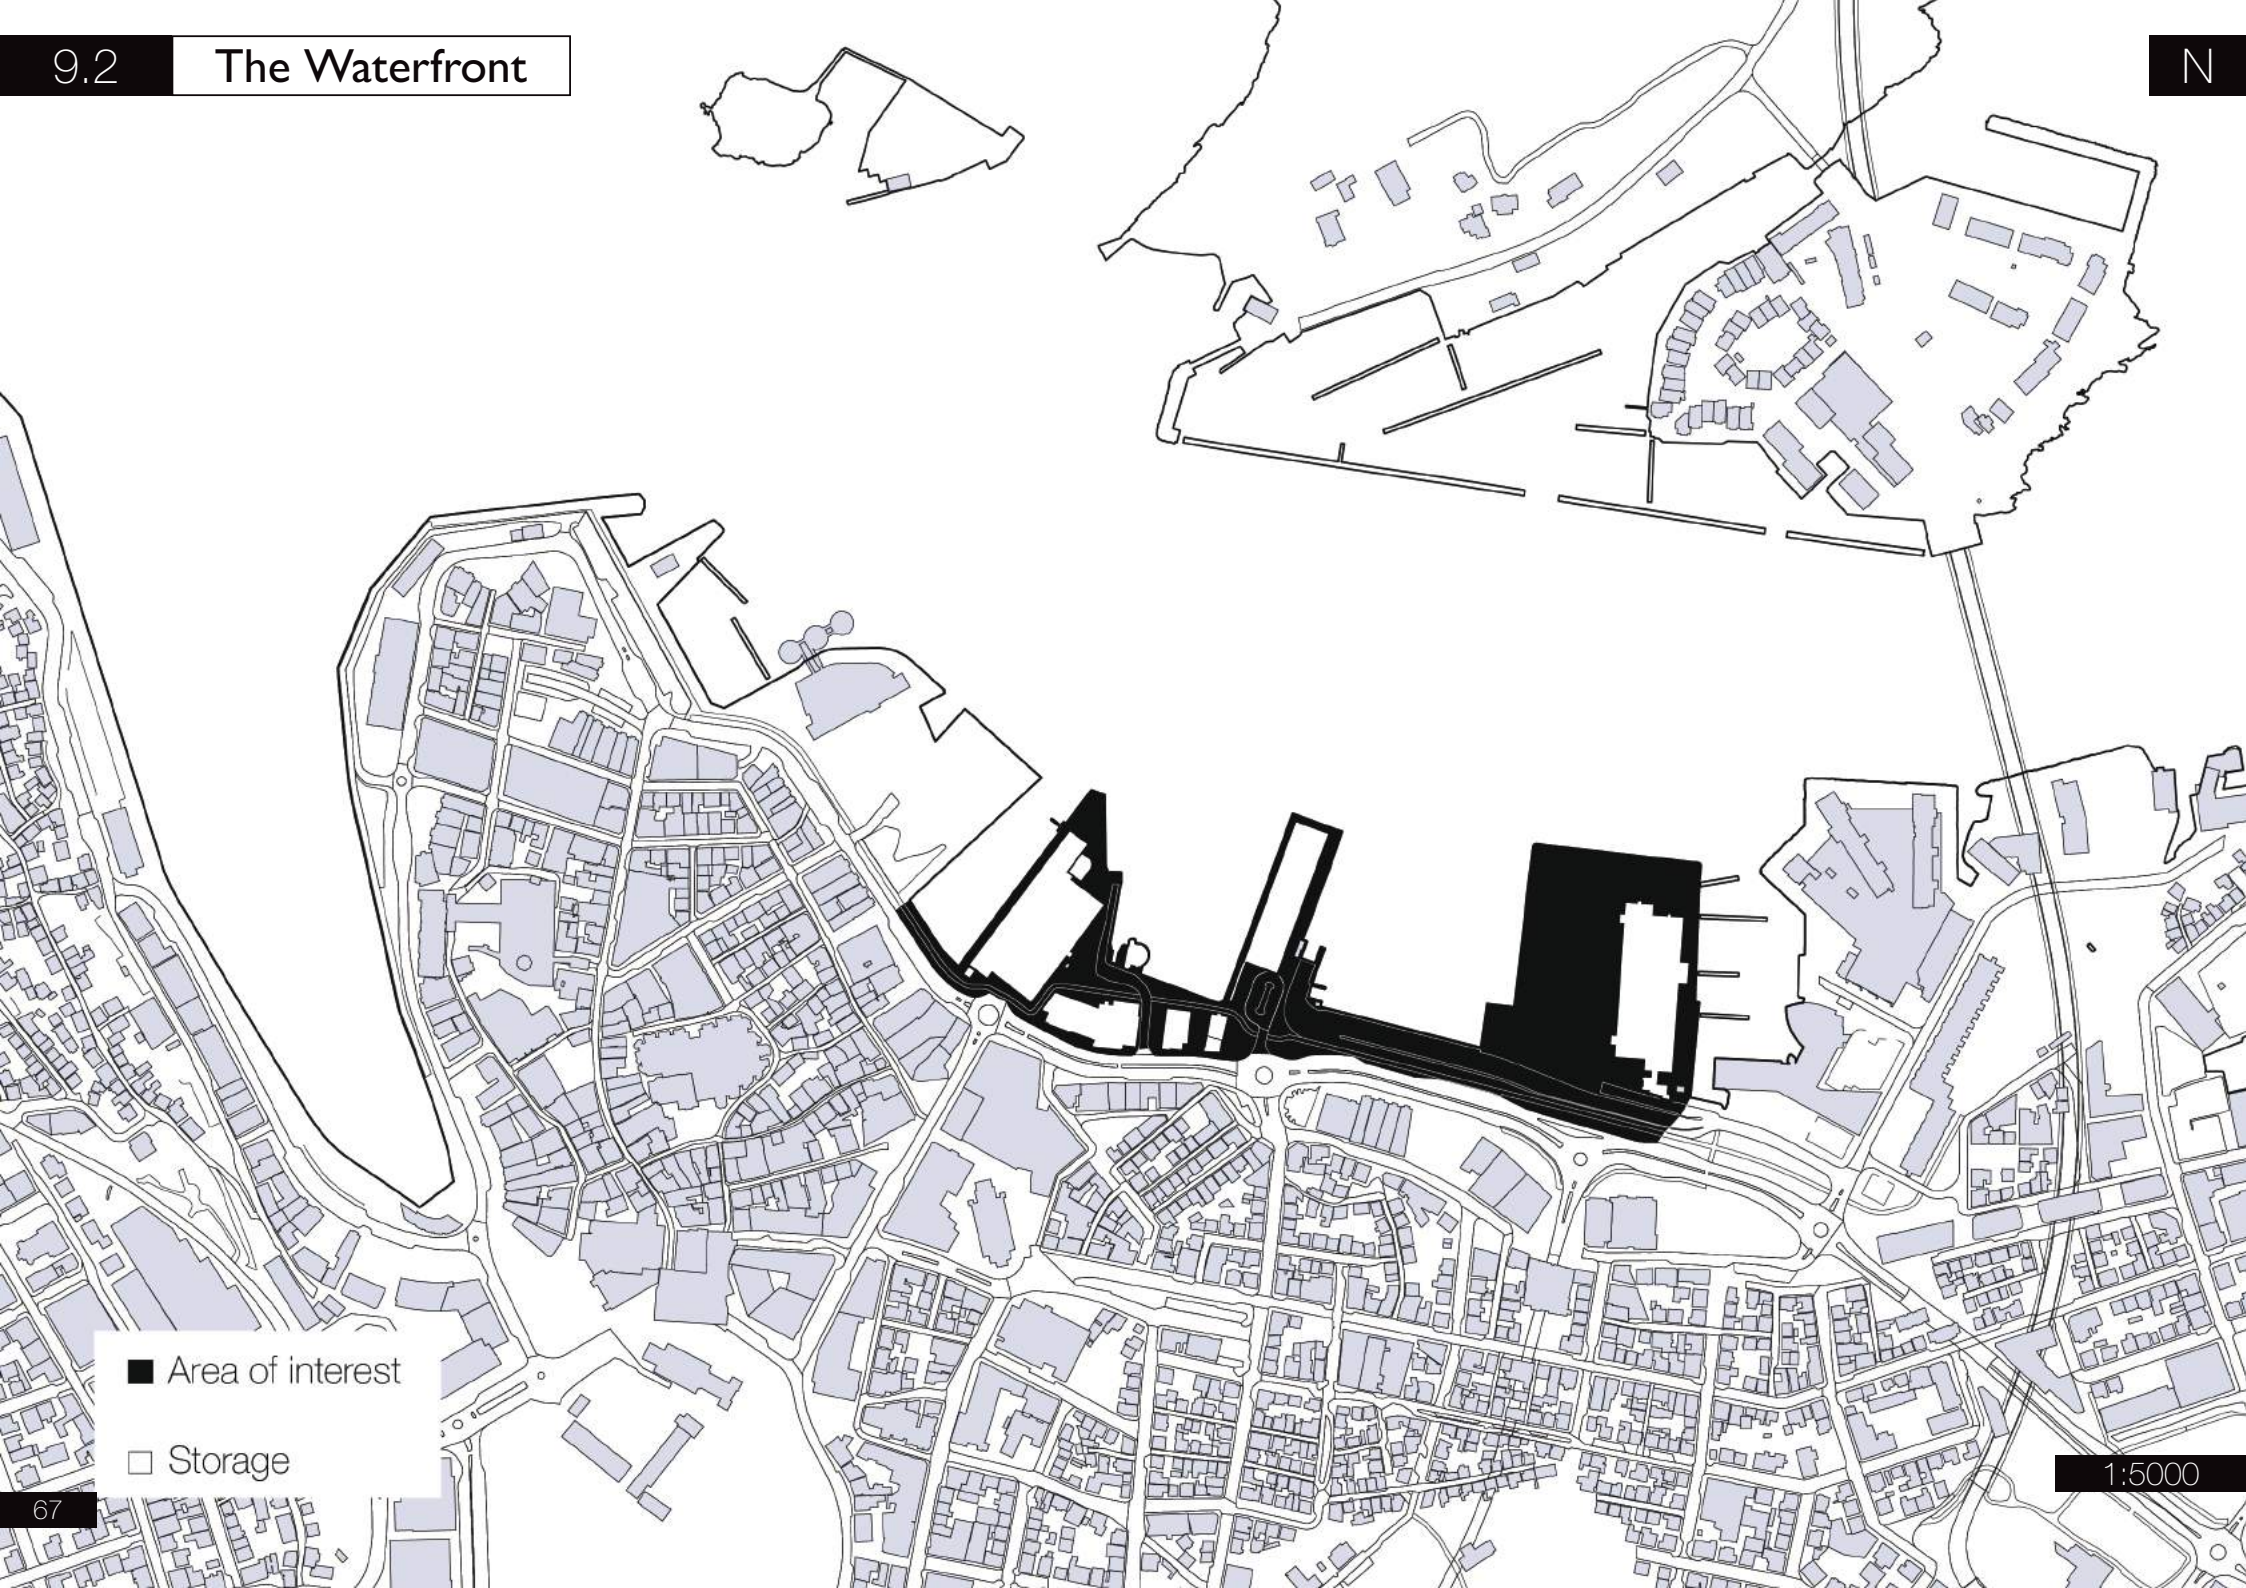 9.2
The Waterfront
N
Area of interest
Storage
67
1:5000